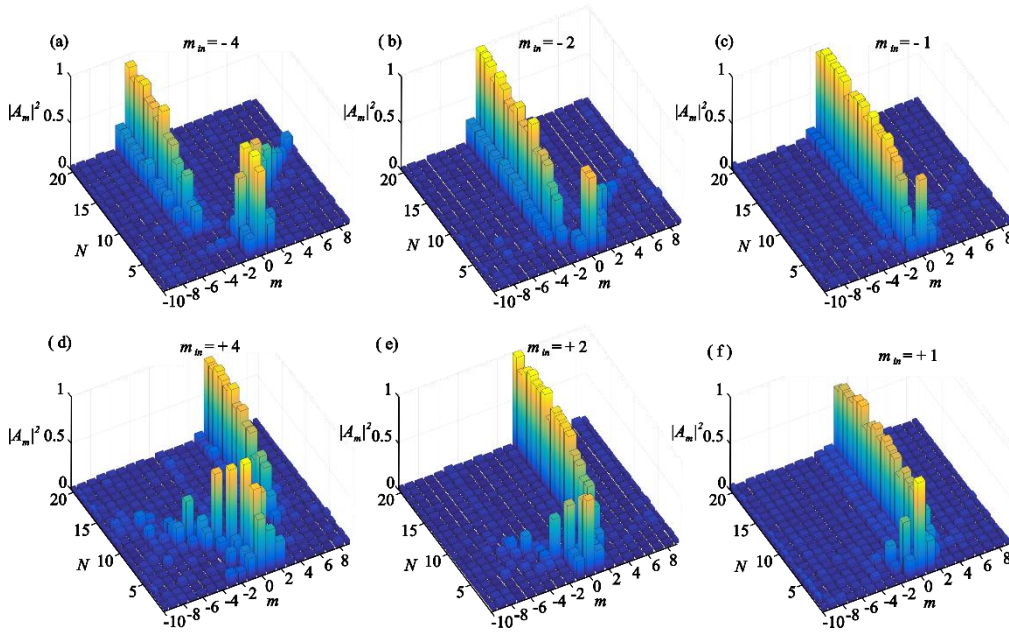 (a) m_in = - 4
( b ) m_in = - 2
(c) m_in = - 1
1 0.5 0
|A_m|^2
20 15 10 5
N
-10 -8 -6 -4 -2 0 2 4 6 8
m
1 0.5 0
|A_m|^2
20 15 10 5
N
-10 -8 -6 -4 -2 0 2 4 6 8
m
1 0.5 0
|A_m|^2
20 15 10 5
N
-10 -8 -6 -4 -2 0 2 4 6 8
m
( d ) m_in = + 4
( e ) m_in = + 2
( f ) m_in = + 1
1 0.5 0
|A_m|^2
20 15 10 5
N
-10 -8 -6 -4 -2 0 2 4 6 8
m
1 0.5 0
|A_m|^2
20 15 10 5
N
-10 -8 -6 -4 -2 0 2 4 6 8
m
1 0.5 0
|A_m|^2
20 15 10 5
N
-10 -8 -6 -4 -2 0 2 4 6 8
m